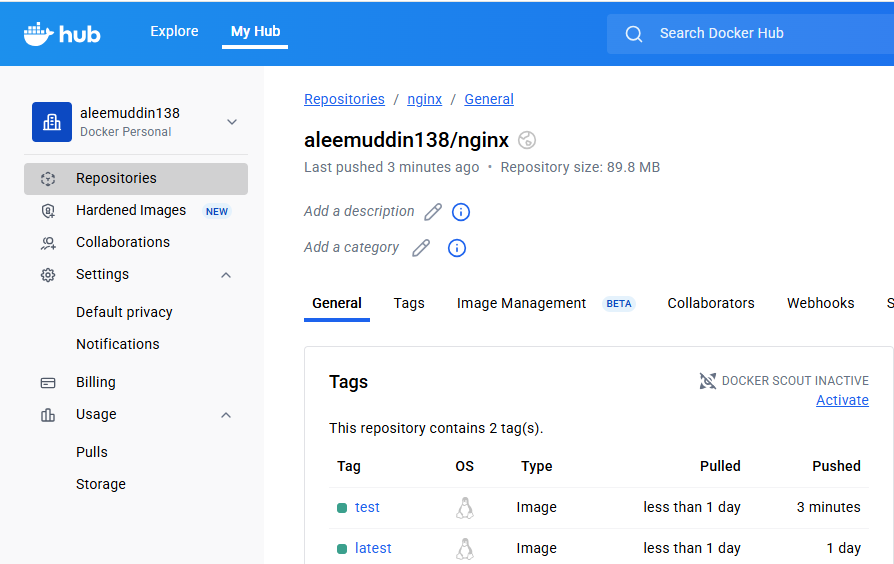 hub Explore My Hub Search Docker Hub
aleemuddin138
Docker Personal
Repositories
Hardened Images NEW
Collaborations
Settings
Default privacy
Notifications
Billing
Usage
Pulls
Storage
Repositories / nginx / General
aleemuddin138/nginx
Last pushed 3 minutes ago • Repository size: 89.8 MB
Add a description
Add a category
General Tags Image Management BETA Collaborators Webhooks S
Tags
DOCKER SCOUT INACTIVE
Activate
This repository contains 2 tag(s).
Tag OS Type Pulled Pushed
test Image less than 1 day 3 minutes
latest Image less than 1 day 1 day